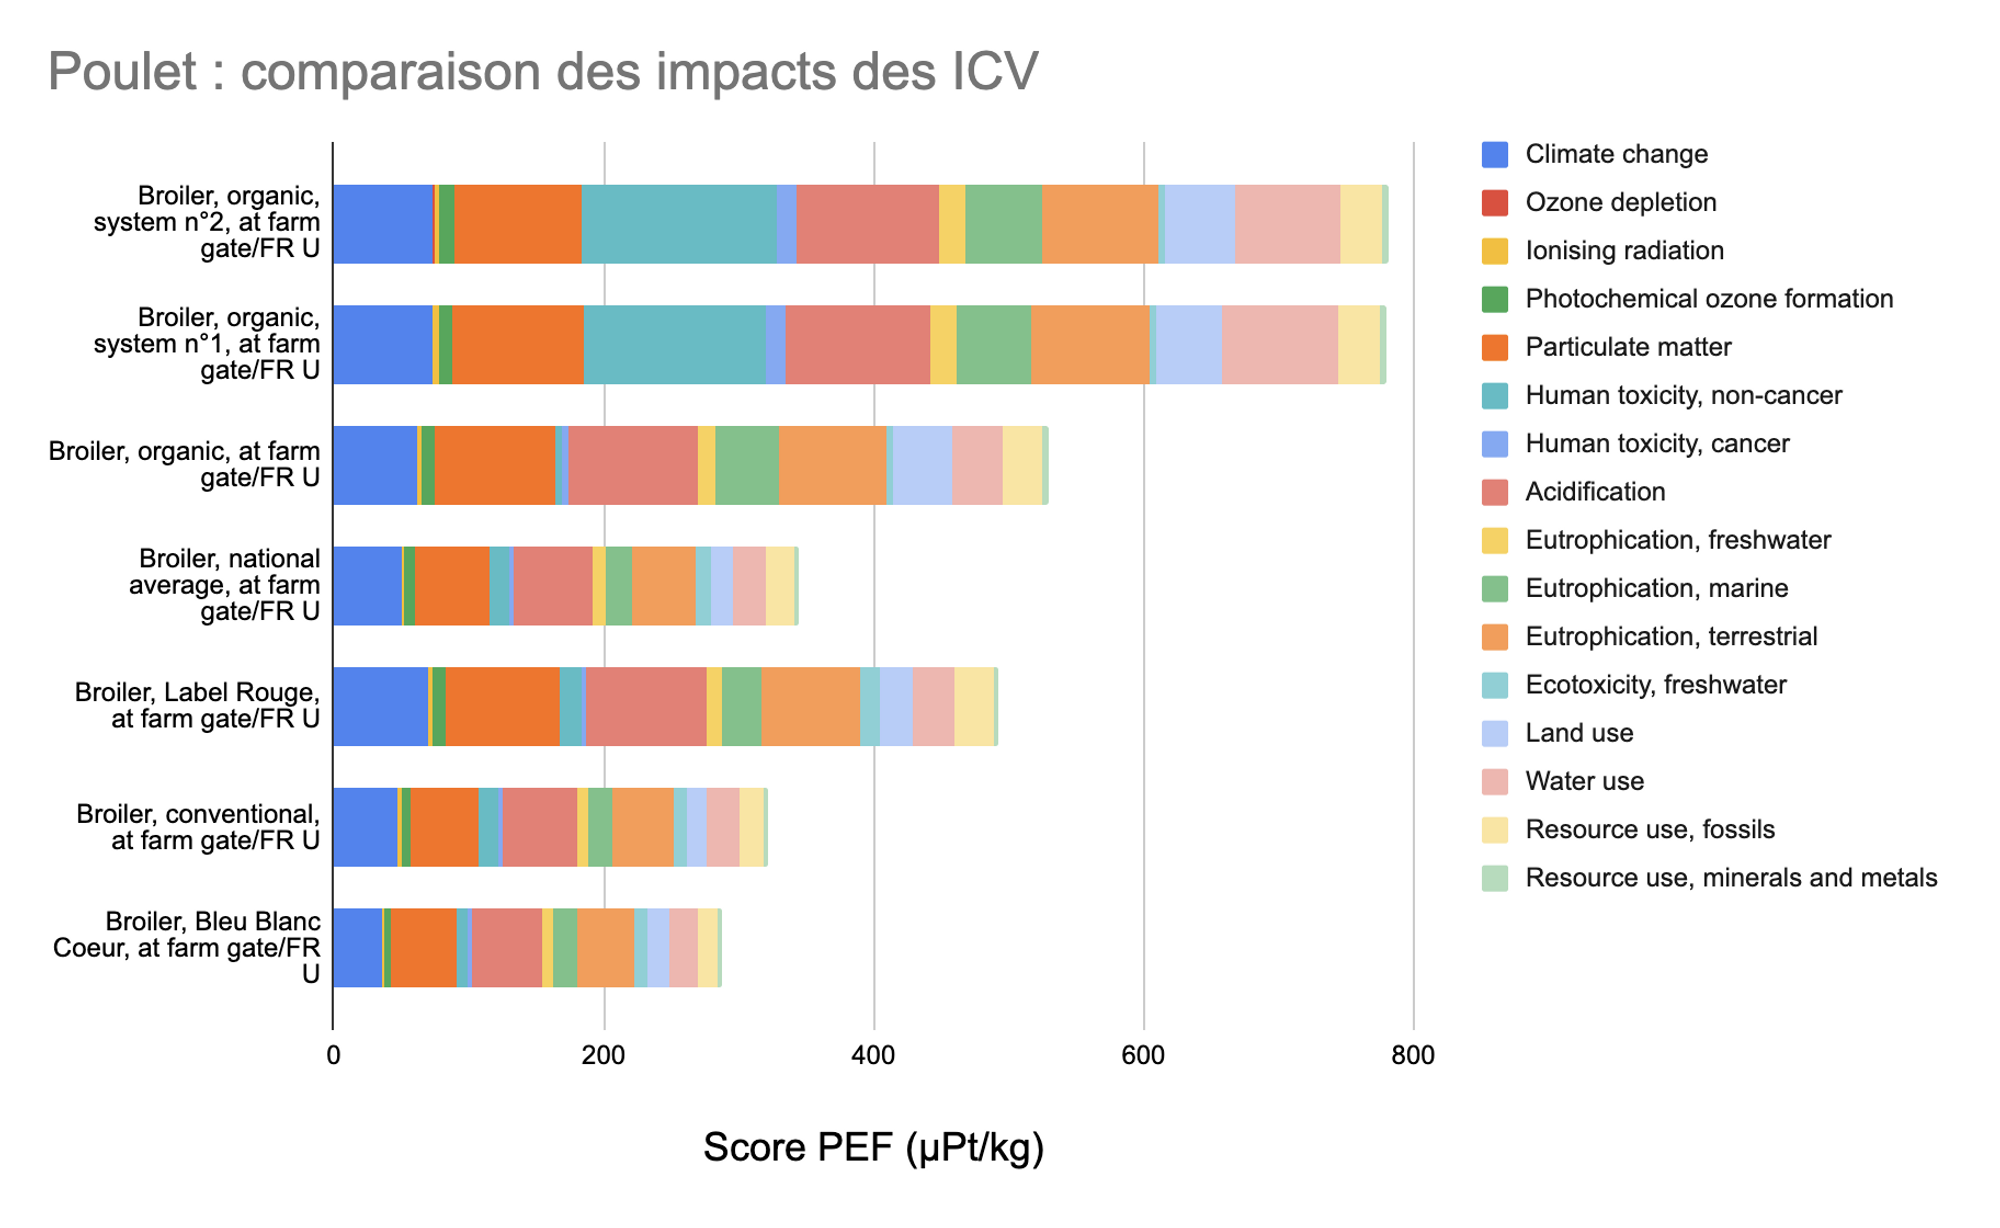 Poulet : comparaison des impacts des ICV
Broiler, organic,
system n°2, at farm
gate/FR U
Broiler, organic,
system n°1, at farm
gate/FR U
Broiler, organic, at farm
gate/FR U
Broiler, national
average, at farm
gate/FR U
Broiler, Label Rouge,
at farm gate/FR U
Broiler, conventional,
at farm gate/FR U
Broiler, Bleu Blanc
Coeur, at farm gate/FR
U
0
200
400
600
800
Score PEF (µPt/kg)
Climate change
Ozone depletion
Ionising radiation
Photochemical ozone formation
Particulate matter
Human toxicity, non-cancer
Human toxicity, cancer
Acidification
Eutrophication, freshwater
Eutrophication, marine
Eutrophication, terrestrial
Ecotoxicity, freshwater
Land use
Water use
Resource use, fossils
Resource use, minerals and metals